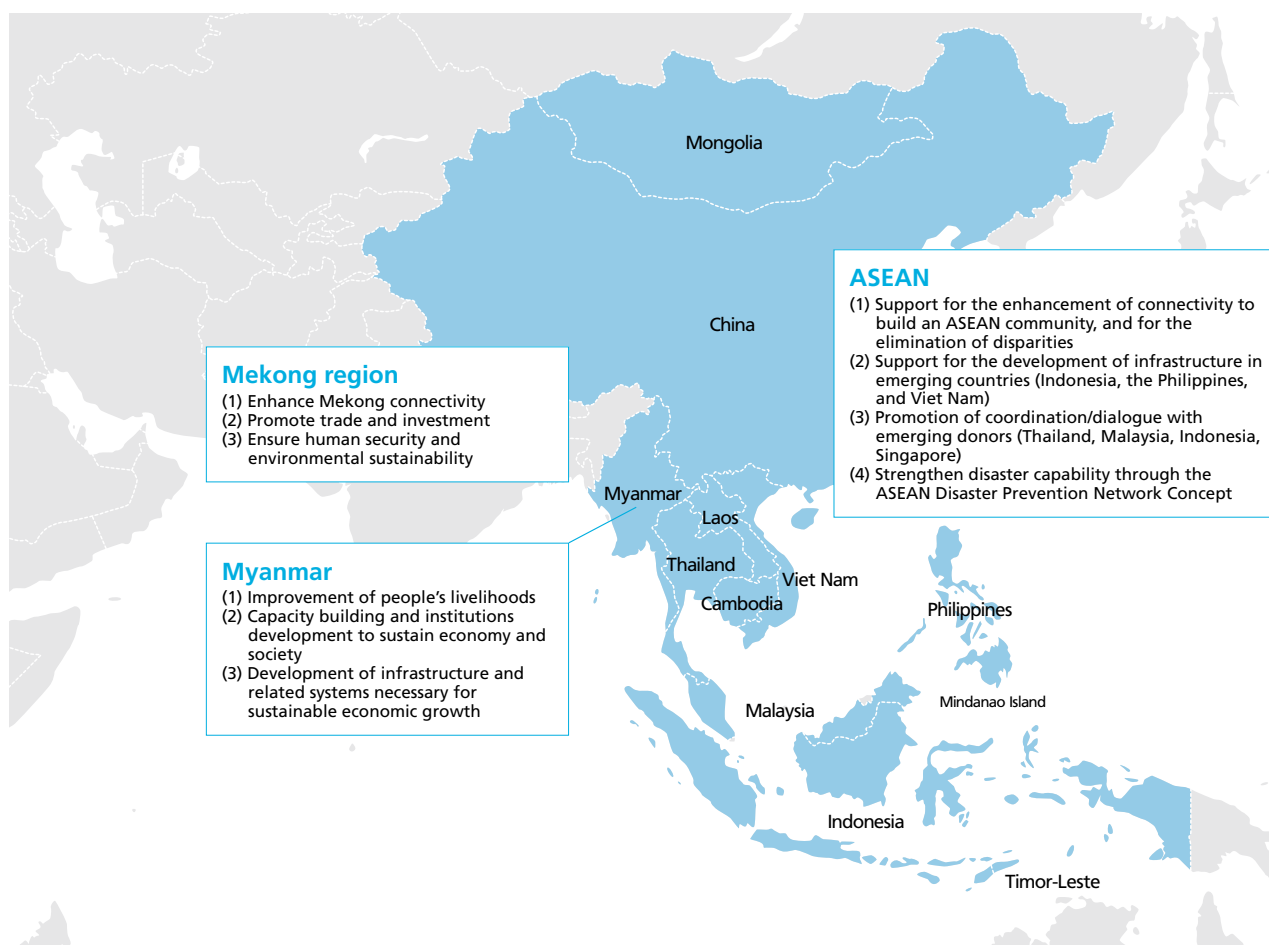 Mongolia
China
ASEAN
(1) Support for the enhancement of connectivity to
build an ASEAN community, and for the
elimination of disparities
(2) Support for the development of infrastructure in
emerging countries (Indonesia, the Philippines,
and Viet Nam)
(3) Promotion of coordination/dialogue with
emerging donors (Thailand, Malaysia, Indonesia,
Singapore)
(4) Strengthen disaster capability through the
ASEAN Disaster Prevention Network Concept
Mekong region
(1) Enhance Mekong connectivity
(2) Promote trade and investment
(3) Ensure human security and
environmental sustainability
Myanmar
Laos
Thailand
Viet Nam
Cambodia
Philippines
Myanmar
(1) Improvement of people’s livelihoods
(2) Capacity building and institutions
development to sustain economy and
society
(3) Development of infrastructure and
related systems necessary for
sustainable economic growth
Mindanao Island
Malaysia
Indonesia
Timor-Leste